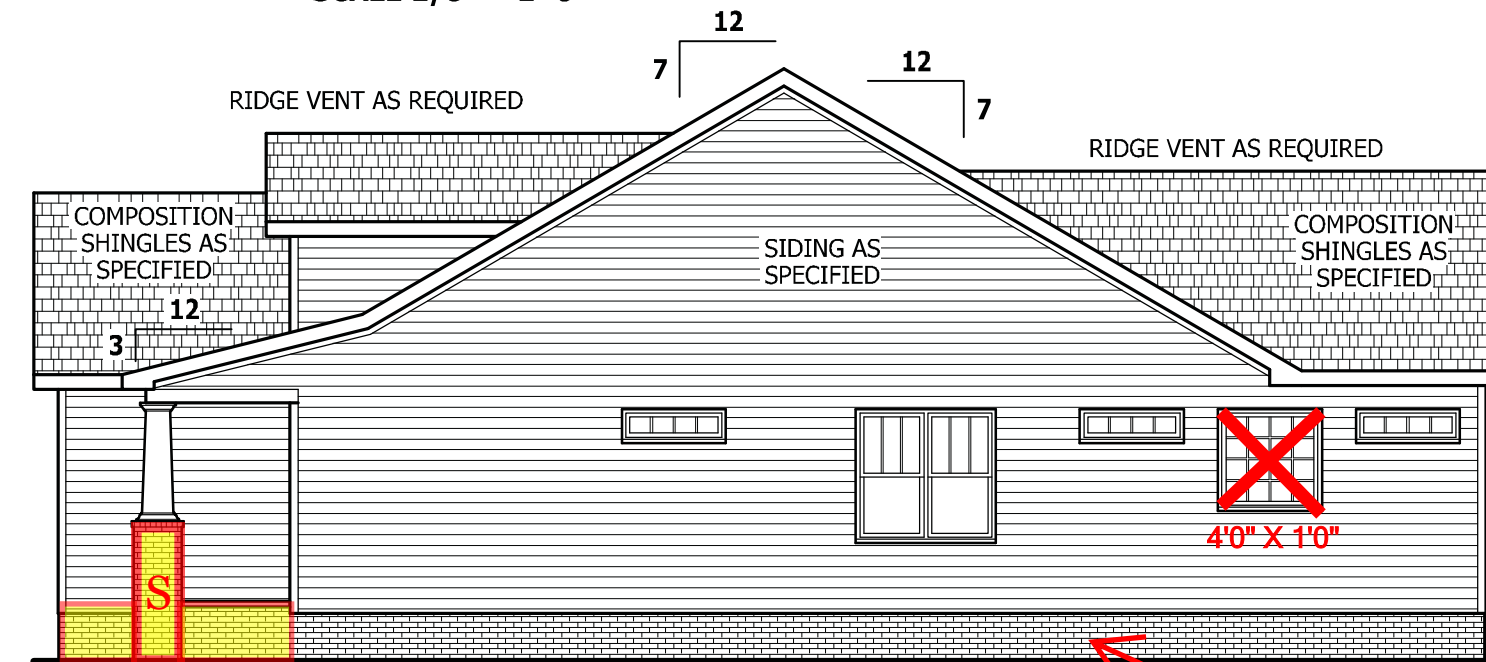 12
7
12
7
RIDGE VENT AS REQUIRED
RIDGE VENT AS REQUIRED
COMPOSITION
SHINGLES AS
SPECIFIED
SIDING AS
SPECIFIED
COMPOSITION
SHINGLES AS
SPECIFIED
12
3
4'0" X 1'0"
S